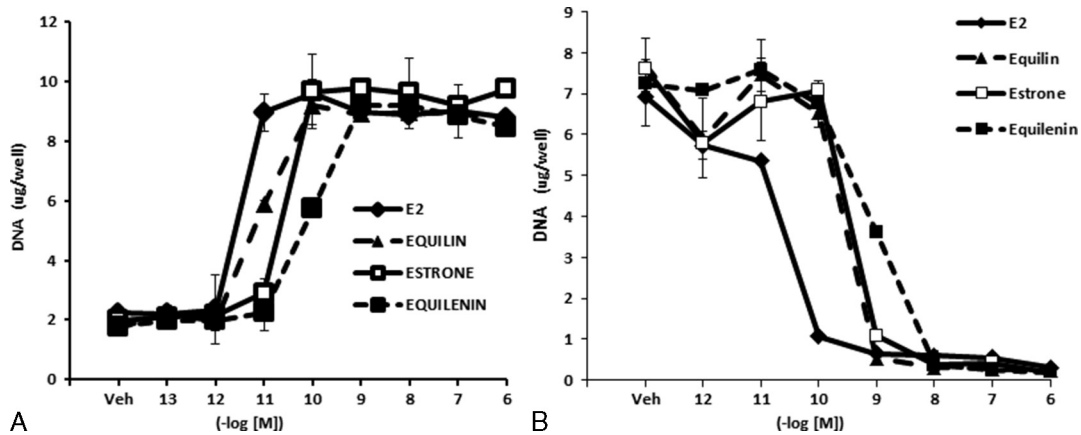 12
10
8
6
4
2
0
DNA (ug/well)
E2
EQUILIN
ESTRONE
EQUILENIN
Veh 13 12 11 10 9 8 7 6
(-log [M])
A
9
8
7
6
5
4
3
2
1
0
DNA (ug/well)
E2
Equilin
Estrone
Equilenin
Veh 12 11 10 9 8 7 6
(-log [M])
B